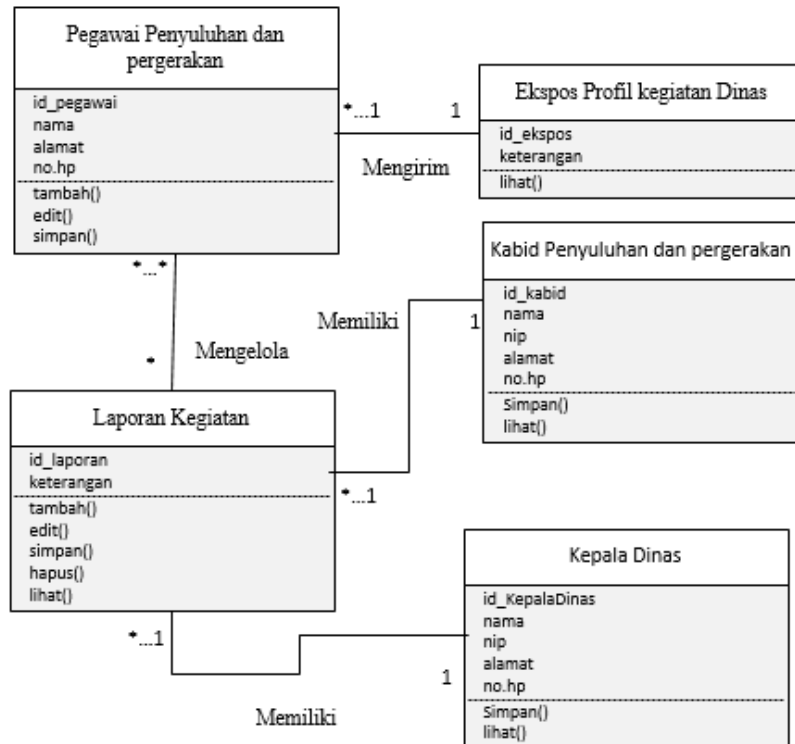 Pegawai Penyuluhan dan
pergerakan
id_pegawai
nama
alamat
no.hp
tambah()
edit()
simpan()
*...1
1
Mengirim
Ekspos Profil kegiatan Dinas
id_ekspos
keterangan
lihat()
*...*
*
Mengelola
Memiliki
1
Kabid Penyuluhan dan pergerakan
id_kabid
nama
nip
alamat
no.hp
Simpan()
lihat()
Laporan Kegiatan
id_laporan
keterangan
tambah()
edit()
simpan()
hapus()
lihat()
*...1
*...1
1
Memiliki
Kepala Dinas
id_KepalaDinas
nama
nip
alamat
no.hp
Simpan()
lihat()